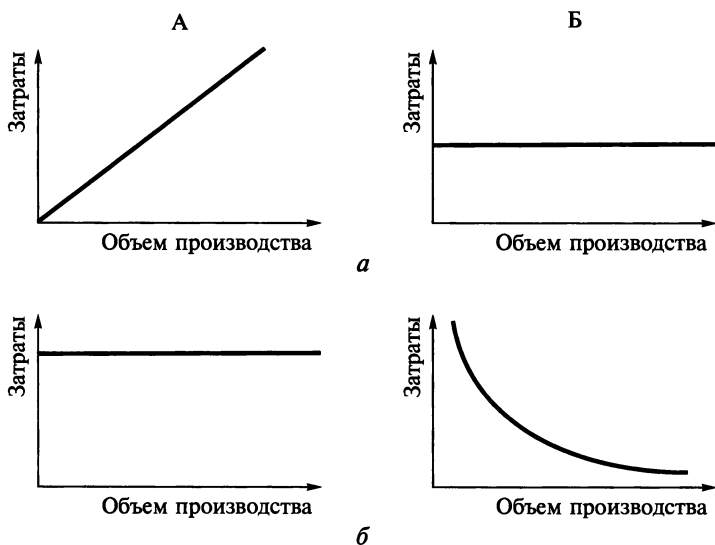 А
Б
Затраты
Объем производства
Затраты
Объем производства
а
Затраты
Объем производства
Затраты
Объем производства
б